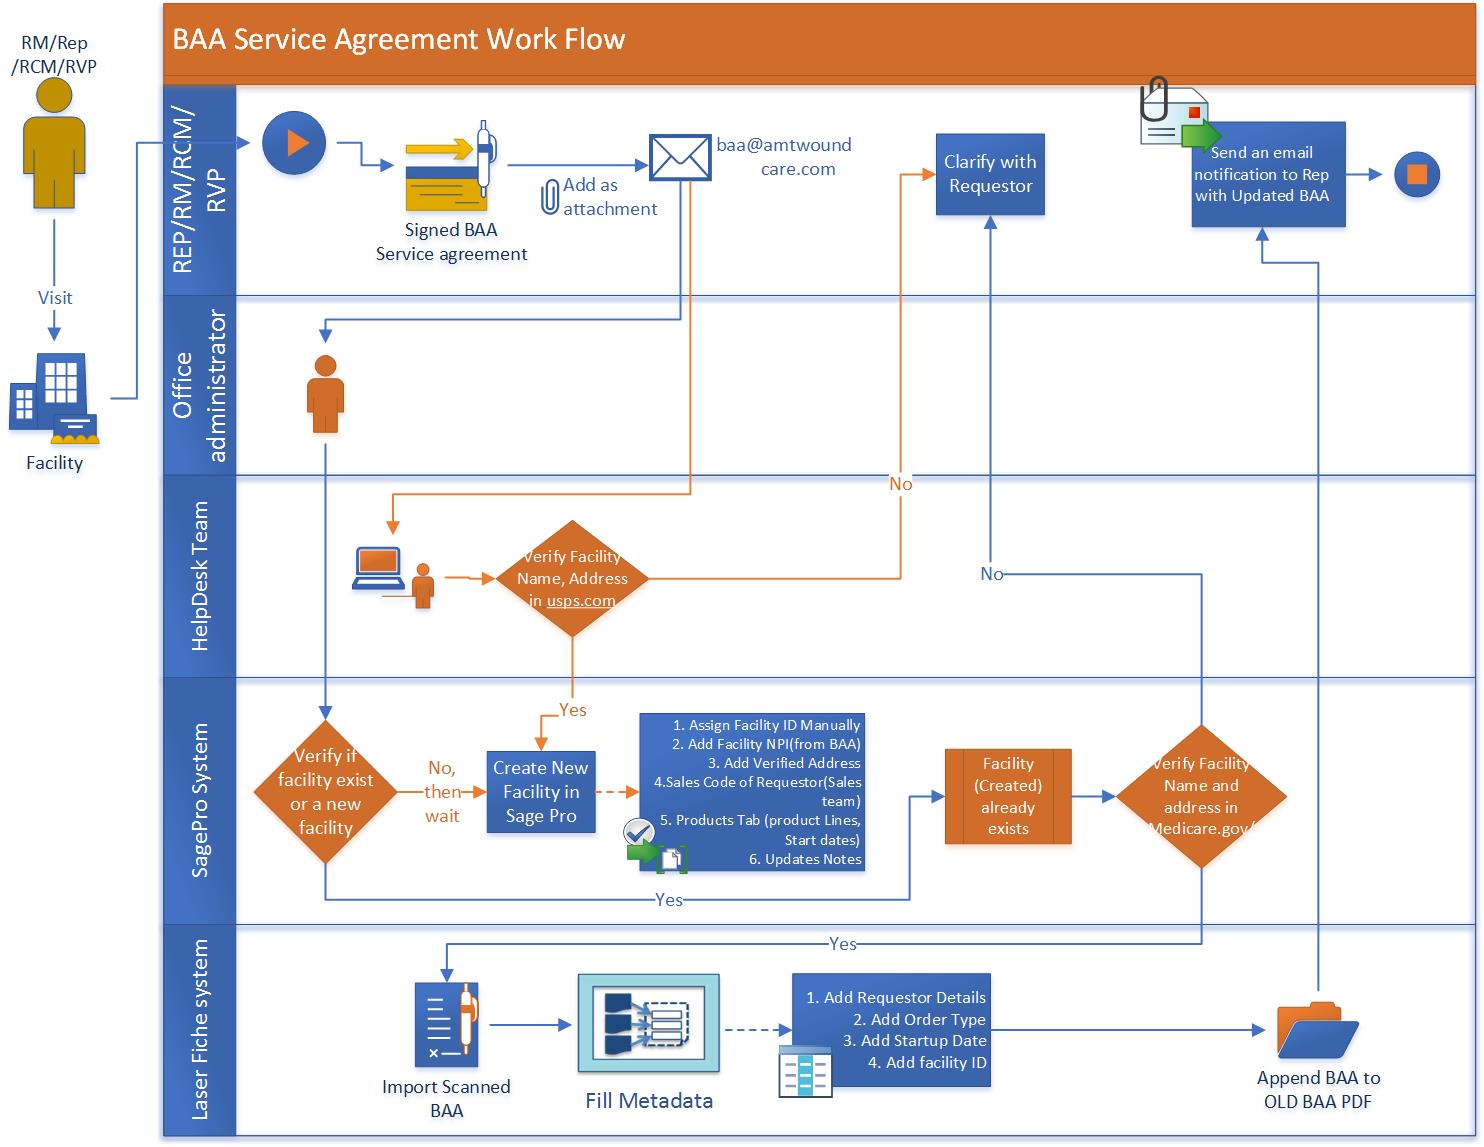 BAA Service Agreement Work Flow
RM/Rep
/RCM/RVP
Visit
Facility
REP/RM/RCM/
RVP
Signed BAA
Service agreement
Add as
attachment
baa@amtwound
care.com
Clarify with
Requestor
Send an email
notification to Rep
with Updated BAA
Office
administrator
HelpDesk Team
Verify Facility
Name, Address
in usps.com
No
No
SagePro System
Verify if
facility exist
or a new
facility
No,
then
wait
Yes
Create New
Facility in
Sage Pro
1. Assign Facility ID Manually
2. Add Facility NPI(from BAA)
3. Add Verified Address
4.Sales Code of Requestor(Sales
team)
5. Products Tab (product Lines,
Start dates)
6. Updates Notes
Facility
(Created)
already
exists
Verify Facility
Name and
address in
Medicare.gov/
Yes
Laser Fiche system
Yes
Import Scanned
BAA
Fill Metadata
1. Add Requestor Details
2. Add Order Type
3. Add Startup Date
4. Add facility ID
Append BAA to
OLD BAA PDF